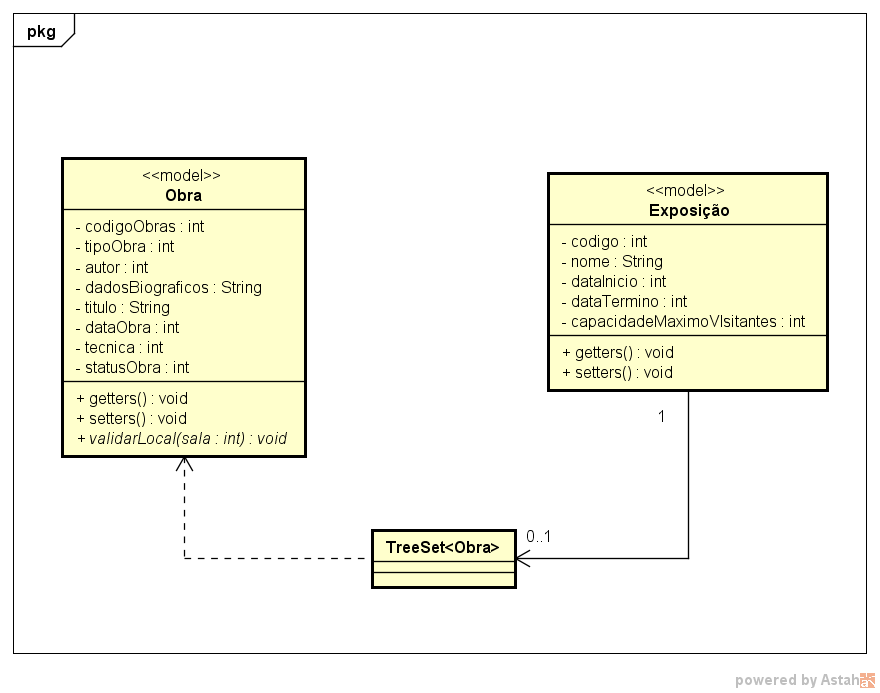 pkg
<<model>>
Obra
- codigoObras : int
- tipoObra : int
- autor : int
- dadosBiograficos : String
- titulo : String
- dataObra : int
- tecnica : int
- statusObra : int
+ getters() : void
+ setters() : void
+ validarLocal(sala : int) : void
<<model>>
Exposição
- codigo : int
- nome : String
- dataInicio : int
- dataTermino : int
- capacidadeMaximoVIsitantes : int
+ getters() : void
+ setters() : void
1
0..1
TreeSet<Obra>
powered by Astah